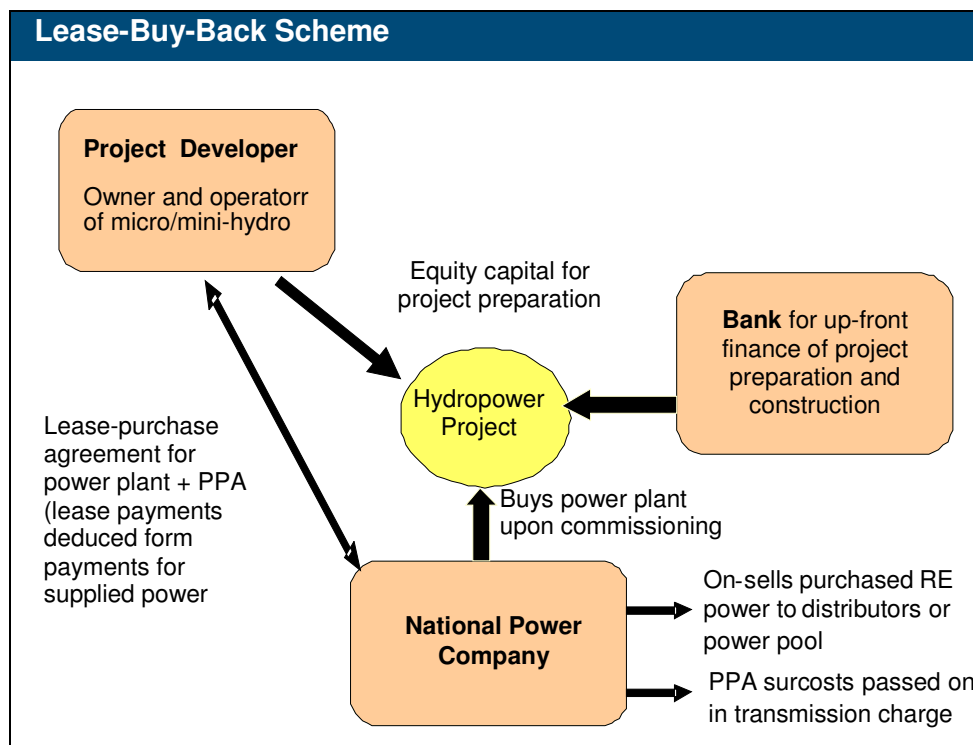 Lease-Buy-Back Scheme
Project Developer
Owner and operatorr
of micro/mini-hydro
Equity capital for
project preparation
Bank for up-front
finance of project
preparation and
construction
Hydropower
Project
Lease-purchase
agreement for
power plant + PPA
(lease payments
deduced form
payments for
supplied power
Buys power plant
upon commissioning
National Power
Company
On-sells purchased RE
power to distributors or
power pool
PPA surcosts passed on
in transmission charge